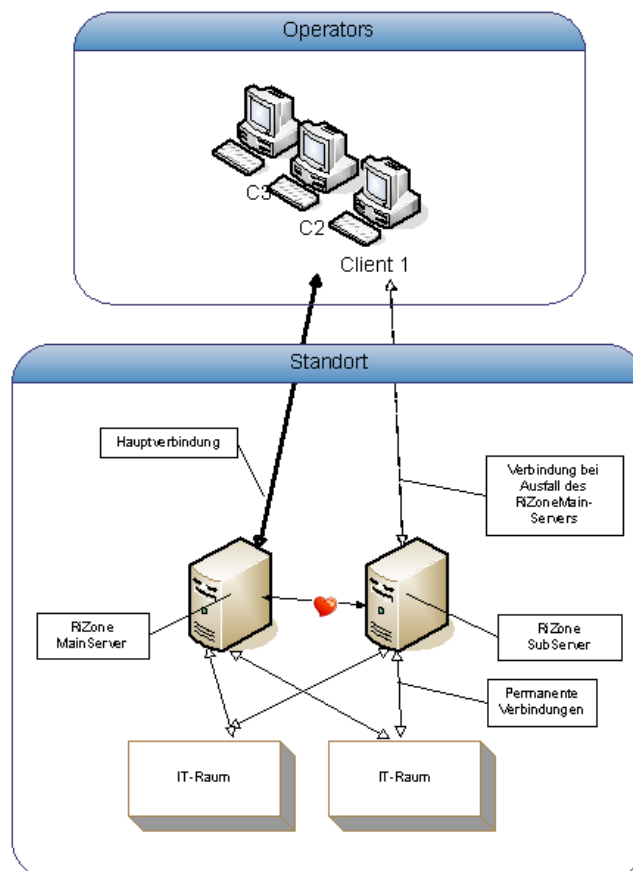 Operators
C3
C2
Client 1
Standort
Hauptverbindung
Verbindung bei
Ausfall des
RiZoneMain-
Servers
RiZone
MainServer
RiZone
SubServer
Permanente
Verbindungen
IT-Raum
IT-Raum